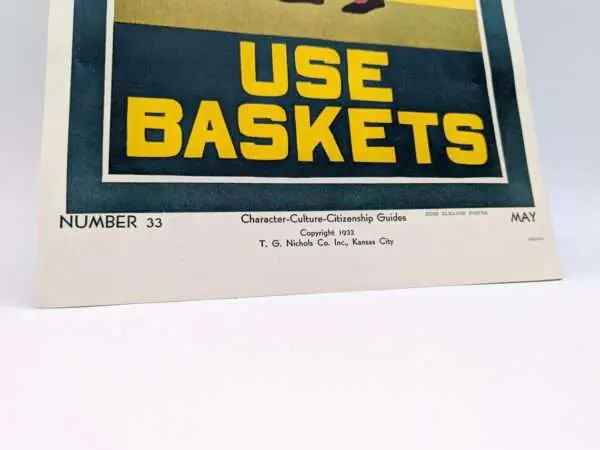 USE
BASKETS
NUMBER 33
Character-Culture-Citizenship Guides
MAY
Copyright 1932
T. G. Nichols Co. Inc., Kansas City